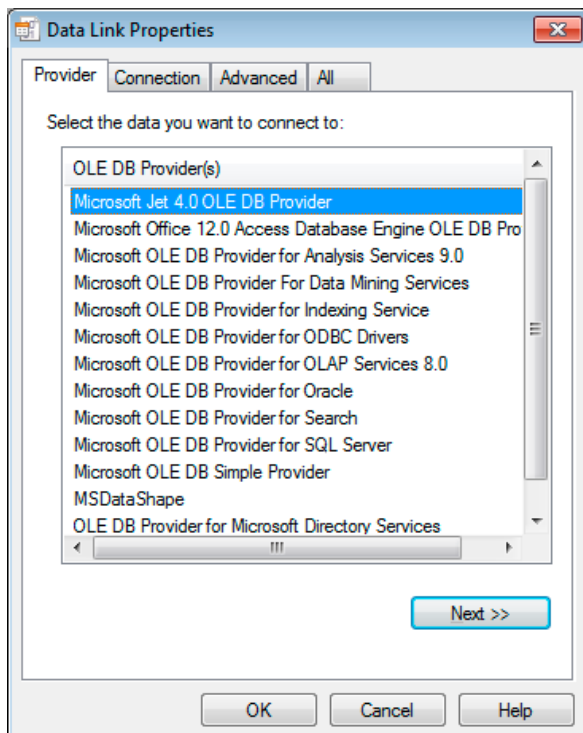 Data Link Properties
Provider Connection Advanced All
Select the data you want to connect to:
OLE DB Provider(s)
Microsoft Jet 4.0 OLE DB Provider
Microsoft Office 12.0 Access Database Engine OLE DB Pro
Microsoft OLE DB Provider for Analysis Services 9.0
Microsoft OLE DB Provider For Data Mining Services
Microsoft OLE DB Provider for Indexing Service
Microsoft OLE DB Provider for ODBC Drivers
Microsoft OLE DB Provider for OLAP Services 8.0
Microsoft OLE DB Provider for Oracle
Microsoft OLE DB Provider for Search
Microsoft OLE DB Provider for SQL Server
Microsoft OLE DB Simple Provider
MSDataShape
OLE DB Provider for Microsoft Directory Services
Next >>
OK Cancel Help